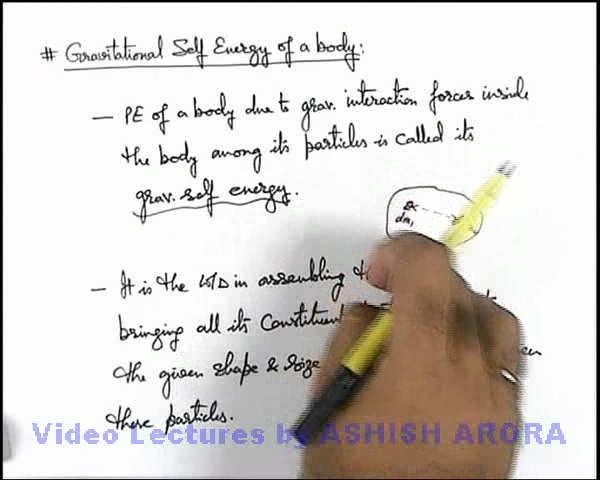 # Gravitational Self Energy of a body:
— PE of a body due to grav. interaction forces inside
the body among its particles is called its
grav. self energy.
dm₁
— It is the W/D in assembling
bringing all its Constituent
the given shape & size
these particles.
Video Lectures by ASHISH ARORA